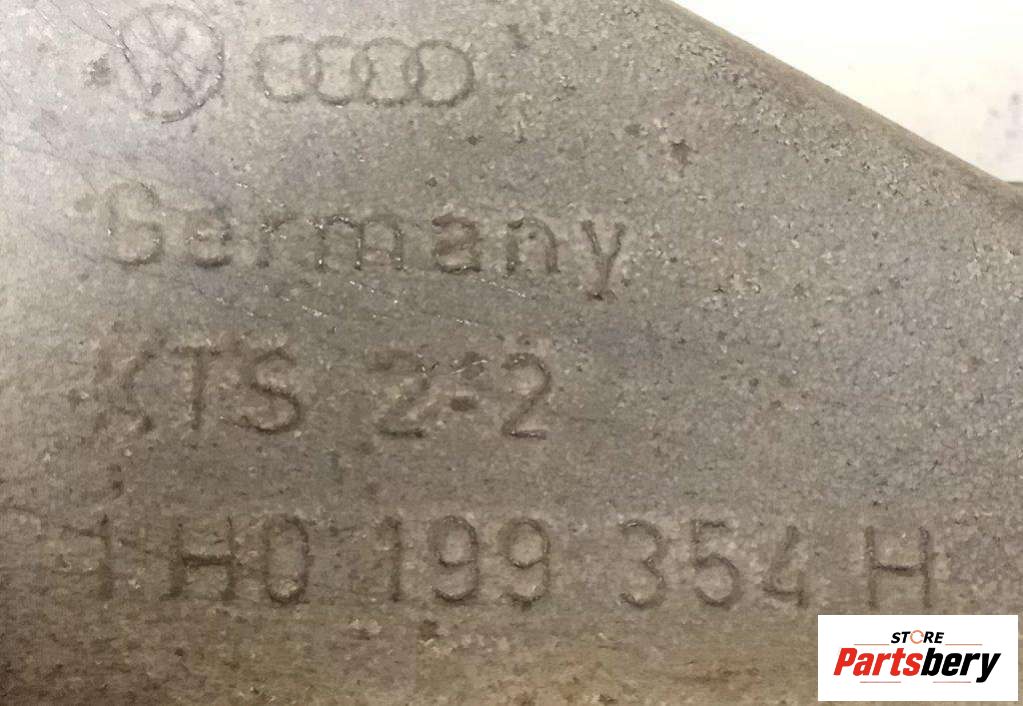 Germany
KTS 2-2
1H0 199 354 H
STORE
Partsbery